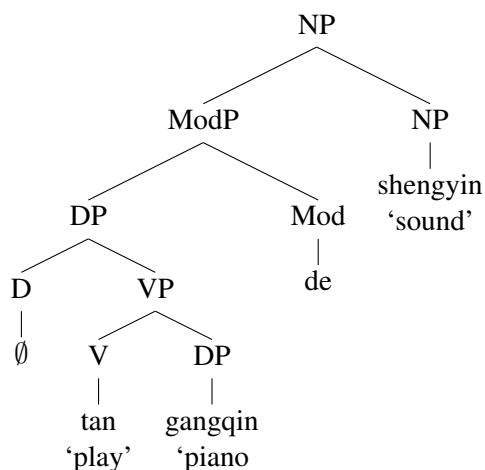 NP
ModP NP
shengyin
‘sound’
DP Mod
de
D VP
∅
V DP
tan gangqin
‘play’ ‘piano